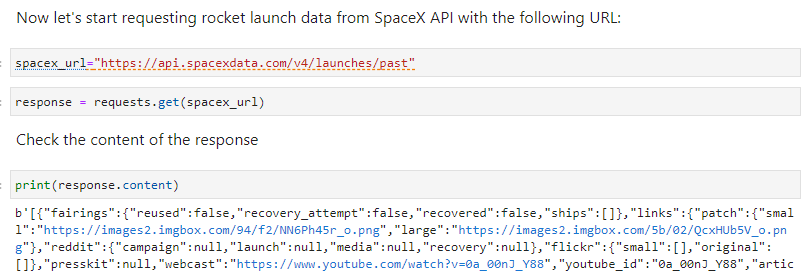 Now let's start requesting rocket launch data from SpaceX API with the following URL:
spacex_url="https://api.spacexdata.com/v4/launches/past"
response = requests.get(spacex_url)
Check the content of the response
print(response.content)
b'[{"fairings":{"reused":false,"recovery_attempt":false,"recovered":false,"ships":[]},"links":{"patch":{"smal
l":"https://images2.imgbox.com/94/f2/NN6Ph45r_o.png","large":"https://images2.imgbox.com/5b/02/QcxHUb5V_o.pn
g"},"reddit":{"campaign":null,"launch":null,"media":null,"recovery":null},"flickr":{"small":[],"original":
[]},"presskit":null,"webcast":"https://www.youtube.com/watch?v=0a_00nJ_Y88","youtube_id":"0a_00nJ_Y88","artic